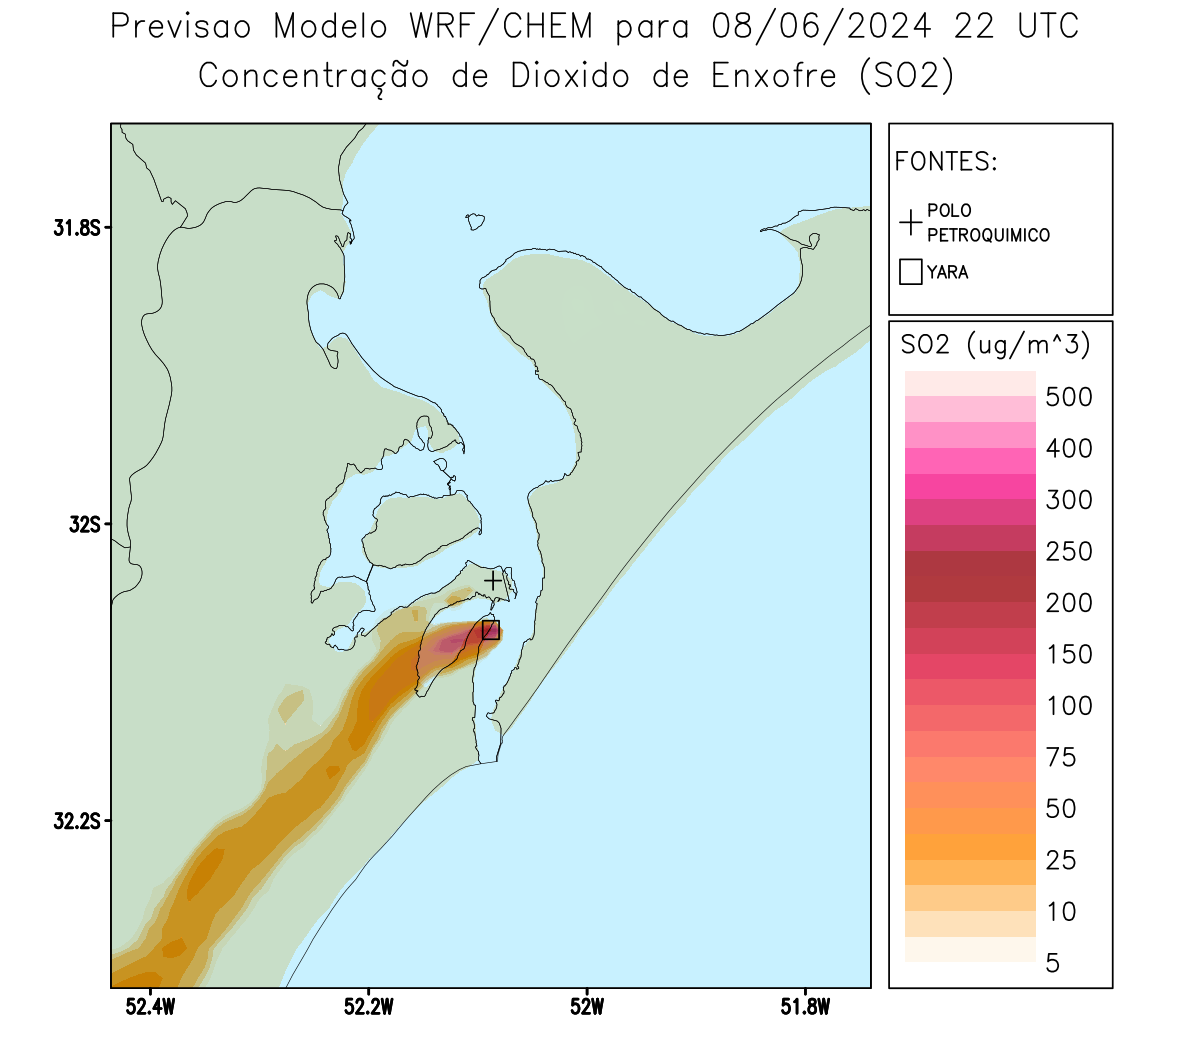 Previsao Modelo WRF/CHEM para 08/06/2024 22 UTC
Concentração de Dioxido de Enxofre (SO2)
FONTES:
POLO
PETROQUIMICO
YARA
SO2 (ug/m^3)
500
400
300
250
200
150
100
75
50
25
10
5
31.8S
32S
32.2S
52.4W
52.2W
52W
51.8W